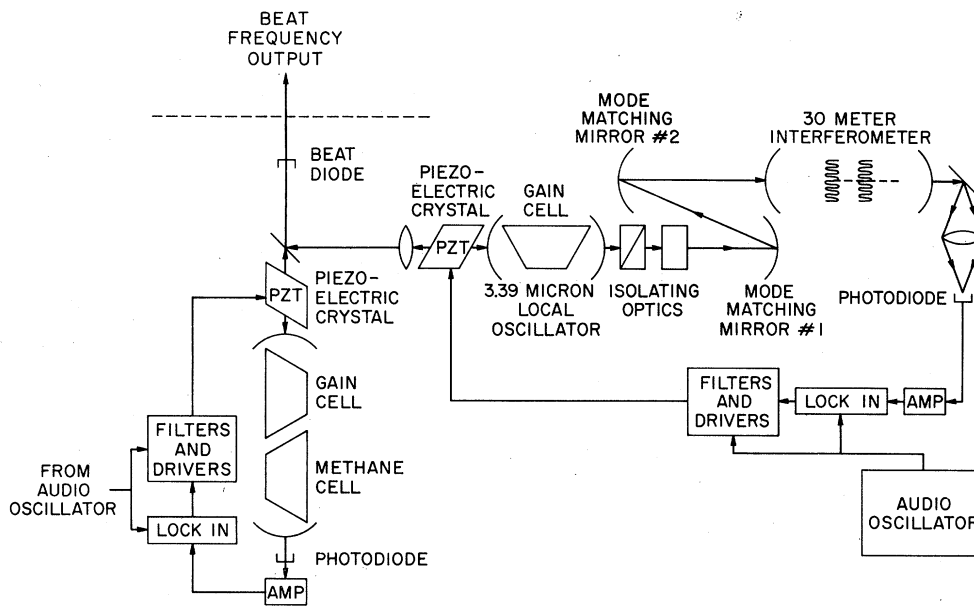 BEAT
FREQUENCY
OUTPUT
BEAT
DIODE
PIEZO-
ELECTRIC
CRYSTAL
PZT
GAIN
CELL
3.39 MICRON
LOCAL
OSCILLATOR
ISOLATING
OPTICS
MODE
MATCHING
MIRROR #2
MODE
MATCHING
MIRROR #1
30 METER
INTERFEROMETER
PHOTODIODE
PZT
PIEZO-
ELECTRIC
CRYSTAL
GAIN
CELL
METHANE
CELL
PHOTODIODE
AMP
LOCK IN
FILTERS
AND
DRIVERS
FROM
AUDIO
OSCILLATOR
FILTERS
AND
DRIVERS
LOCK IN
AMP
AUDIO
OSCILLATOR